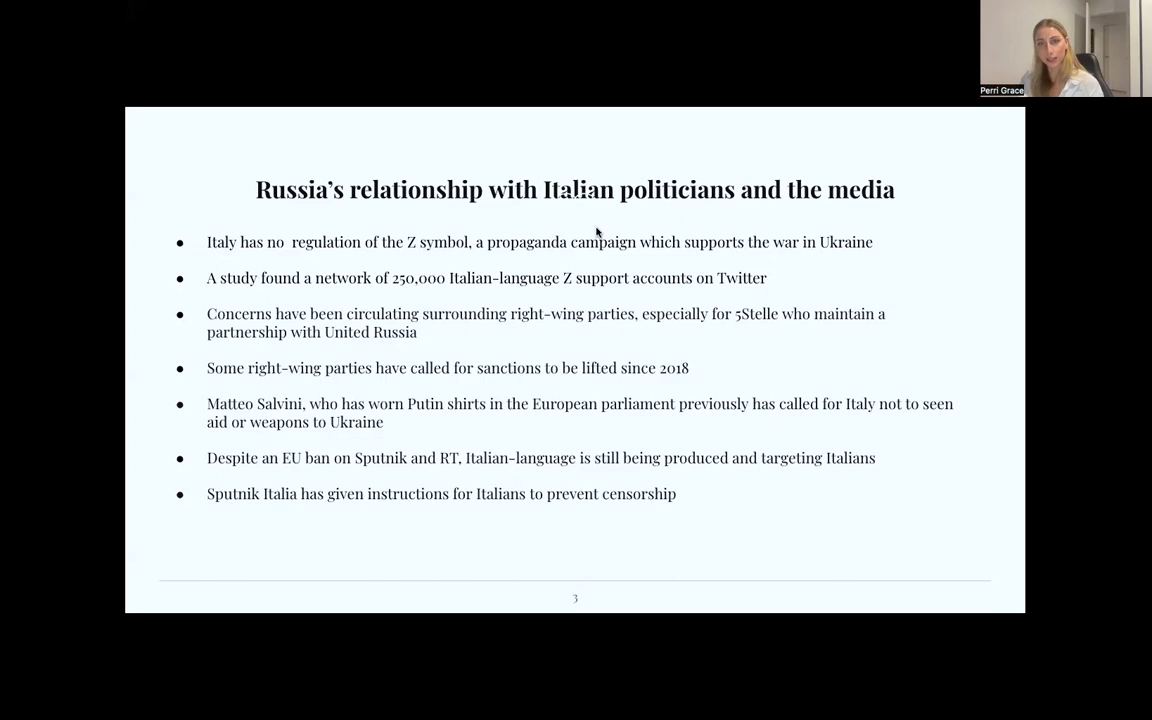 Perri Grace
Russia’s relationship with Italian politicians and the media
● Italy has no  regulation of the Z symbol, a propaganda campaign which supports the war in Ukraine
● A study found a network of 250,000 Italian-language Z support accounts on Twitter
● Concerns have been circulating surrounding right-wing parties, especially for 5Stelle who maintain a
partnership with United Russia
● Some right-wing parties have called for sanctions to be lifted since 2018
● Matteo Salvini, who has worn Putin shirts in the European parliament previously has called for Italy not to seen
aid or weapons to Ukraine
● Despite an EU ban on Sputnik and RT, Italian-language is still being produced and targeting Italians
● Sputnik Italia has given instructions for Italians to prevent censorship
3